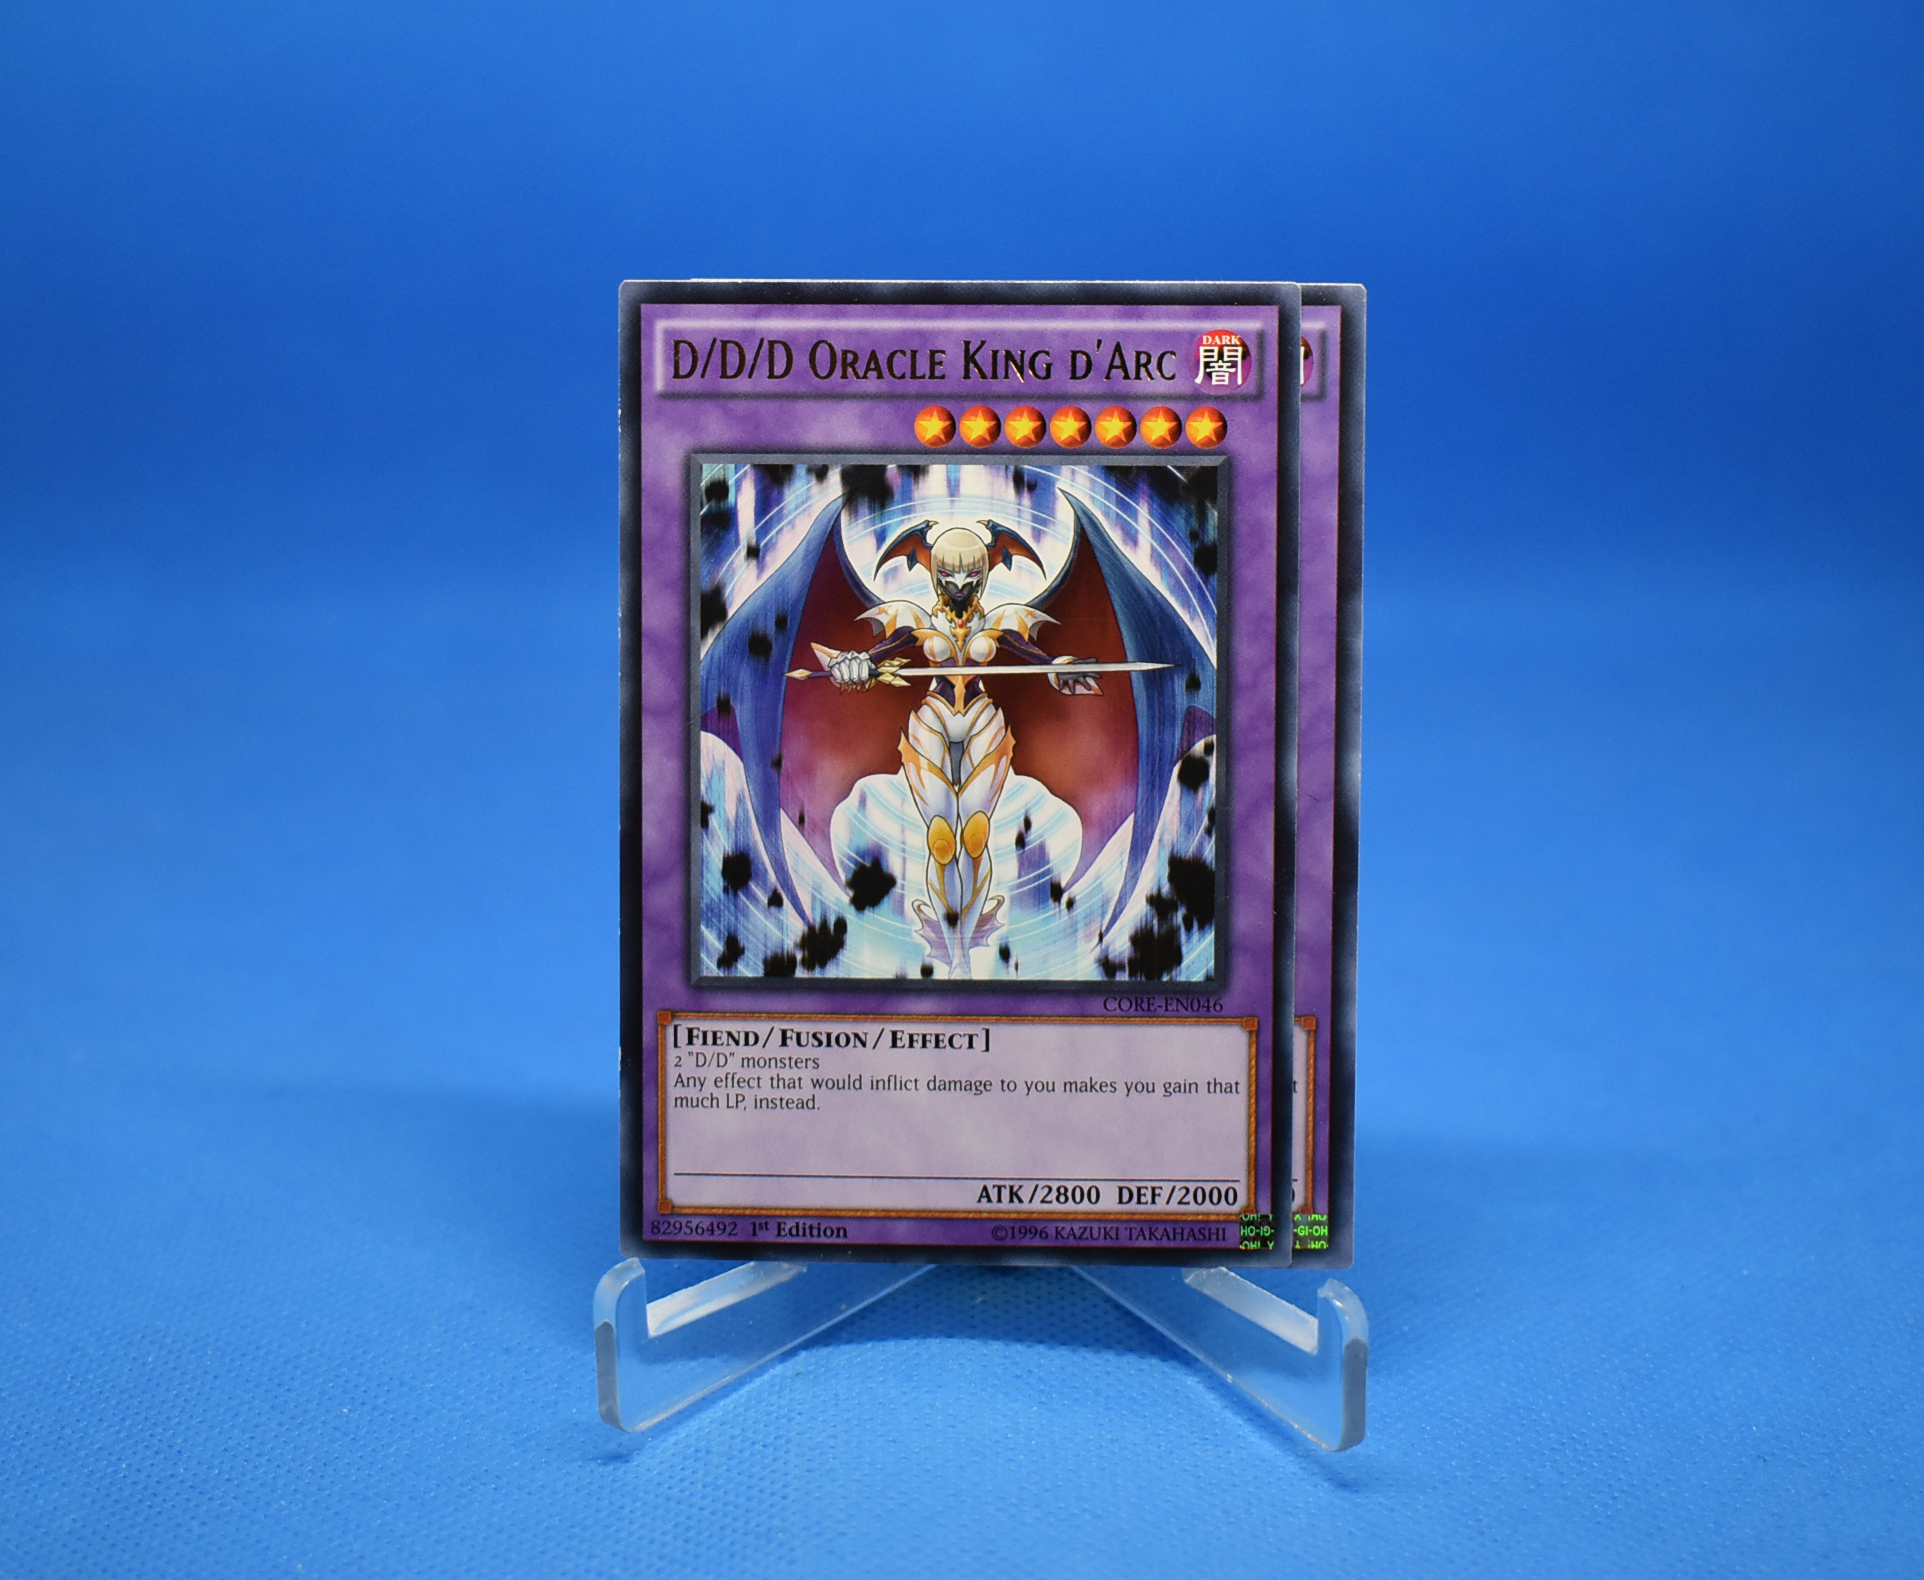 D/D/D ORACLE KING D'ARC
DARK
闇
CORE-EN046
[FIEND/FUSION/EFFECT]
2 "D/D" monsters
Any effect that would inflict damage to you makes you gain that
much LP, instead.
ATK/2800 DEF/2000
82956492 1st Edition
©1996 KAZUKI TAKAHASHI